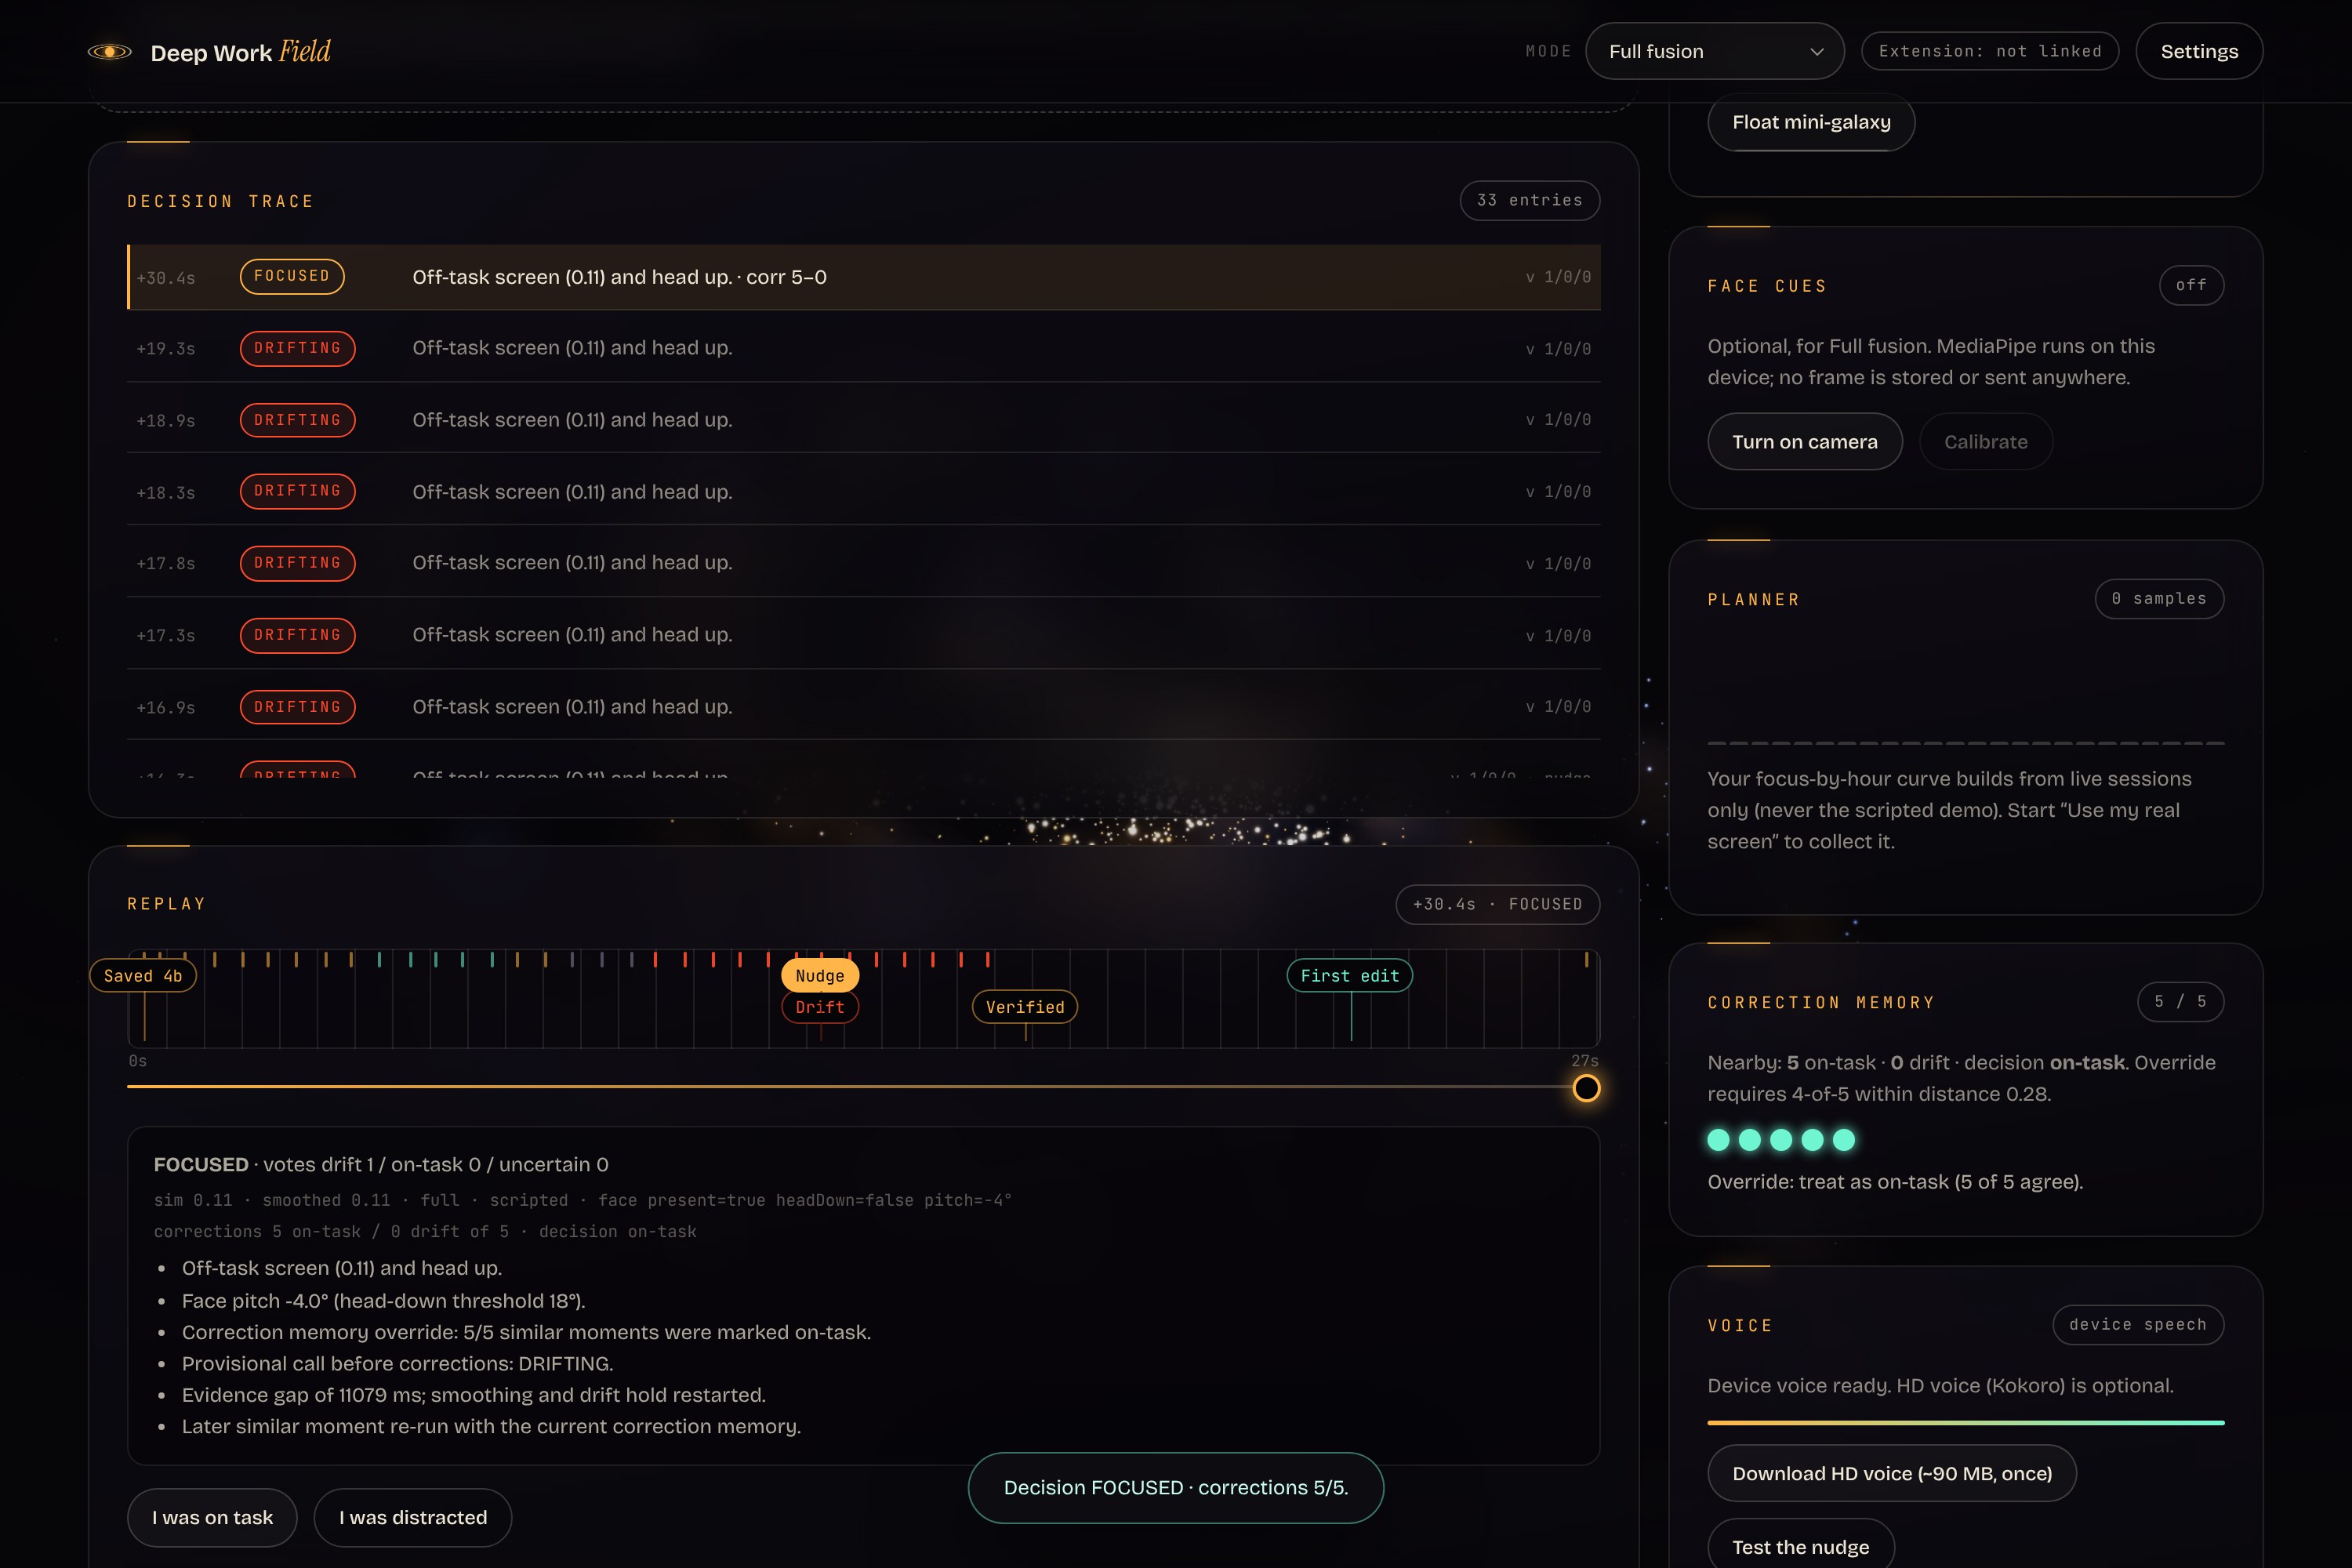 Deep Work Field
MODE
Full fusion
Extension: not linked
Settings
Float mini-galaxy
DECISION TRACE
33 entries
+30.4s FOCUSED Off-task screen (0.11) and head up. · corr 5–0 v 1/0/0
+19.3s DRIFTING Off-task screen (0.11) and head up. v 1/0/0
+18.9s DRIFTING Off-task screen (0.11) and head up. v 1/0/0
+18.3s DRIFTING Off-task screen (0.11) and head up. v 1/0/0
+17.8s DRIFTING Off-task screen (0.11) and head up. v 1/0/0
+17.3s DRIFTING Off-task screen (0.11) and head up. v 1/0/0
+16.9s DRIFTING Off-task screen (0.11) and head up. v 1/0/0
DRIFTING Off-task screen (0.11) and head up. v 1/0/0 · nudge
REPLAY
+30.4s · FOCUSED
Saved 4b
Nudge
First edit
Drift
Verified
0s
27s
FOCUSED · votes drift 1 / on-task 0 / uncertain 0
sim 0.11 · smoothed 0.11 · full · scripted · face present=true headDown=false pitch=-4°
corrections 5 on-task / 0 drift of 5 · decision on-task
• Off-task screen (0.11) and head up.
• Face pitch -4.0° (head-down threshold 18°).
• Correction memory override: 5/5 similar moments were marked on-task.
• Provisional call before corrections: DRIFTING.
• Evidence gap of 11079 ms; smoothing and drift hold restarted.
• Later similar moment re-run with the current correction memory.
I was on task
I was distracted
Decision FOCUSED · corrections 5/5.
FACE CUES
off
Optional, for Full fusion. MediaPipe runs on this
device; no frame is stored or sent anywhere.
Turn on camera
Calibrate
PLANNER
0 samples
Your focus-by-hour curve builds from live sessions
only (never the scripted demo). Start “Use my real
screen” to collect it.
CORRECTION MEMORY
5 / 5
Nearby: 5 on-task · 0 drift · decision on-task. Override
requires 4-of-5 within distance 0.28.
Override: treat as on-task (5 of 5 agree).
VOICE
device speech
Device voice ready. HD voice (Kokoro) is optional.
Download HD voice (~90 MB, once)
Test the nudge